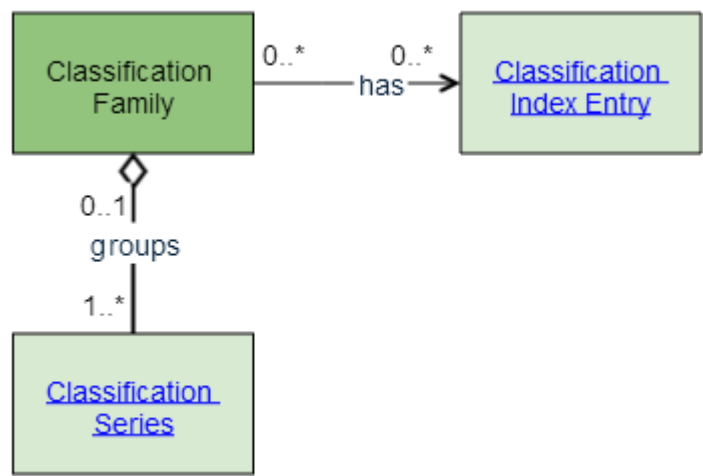 Classification
Family
0..*
0..*
has
Classification
Index Entry
0..1
groups
1..*
Classification
Series